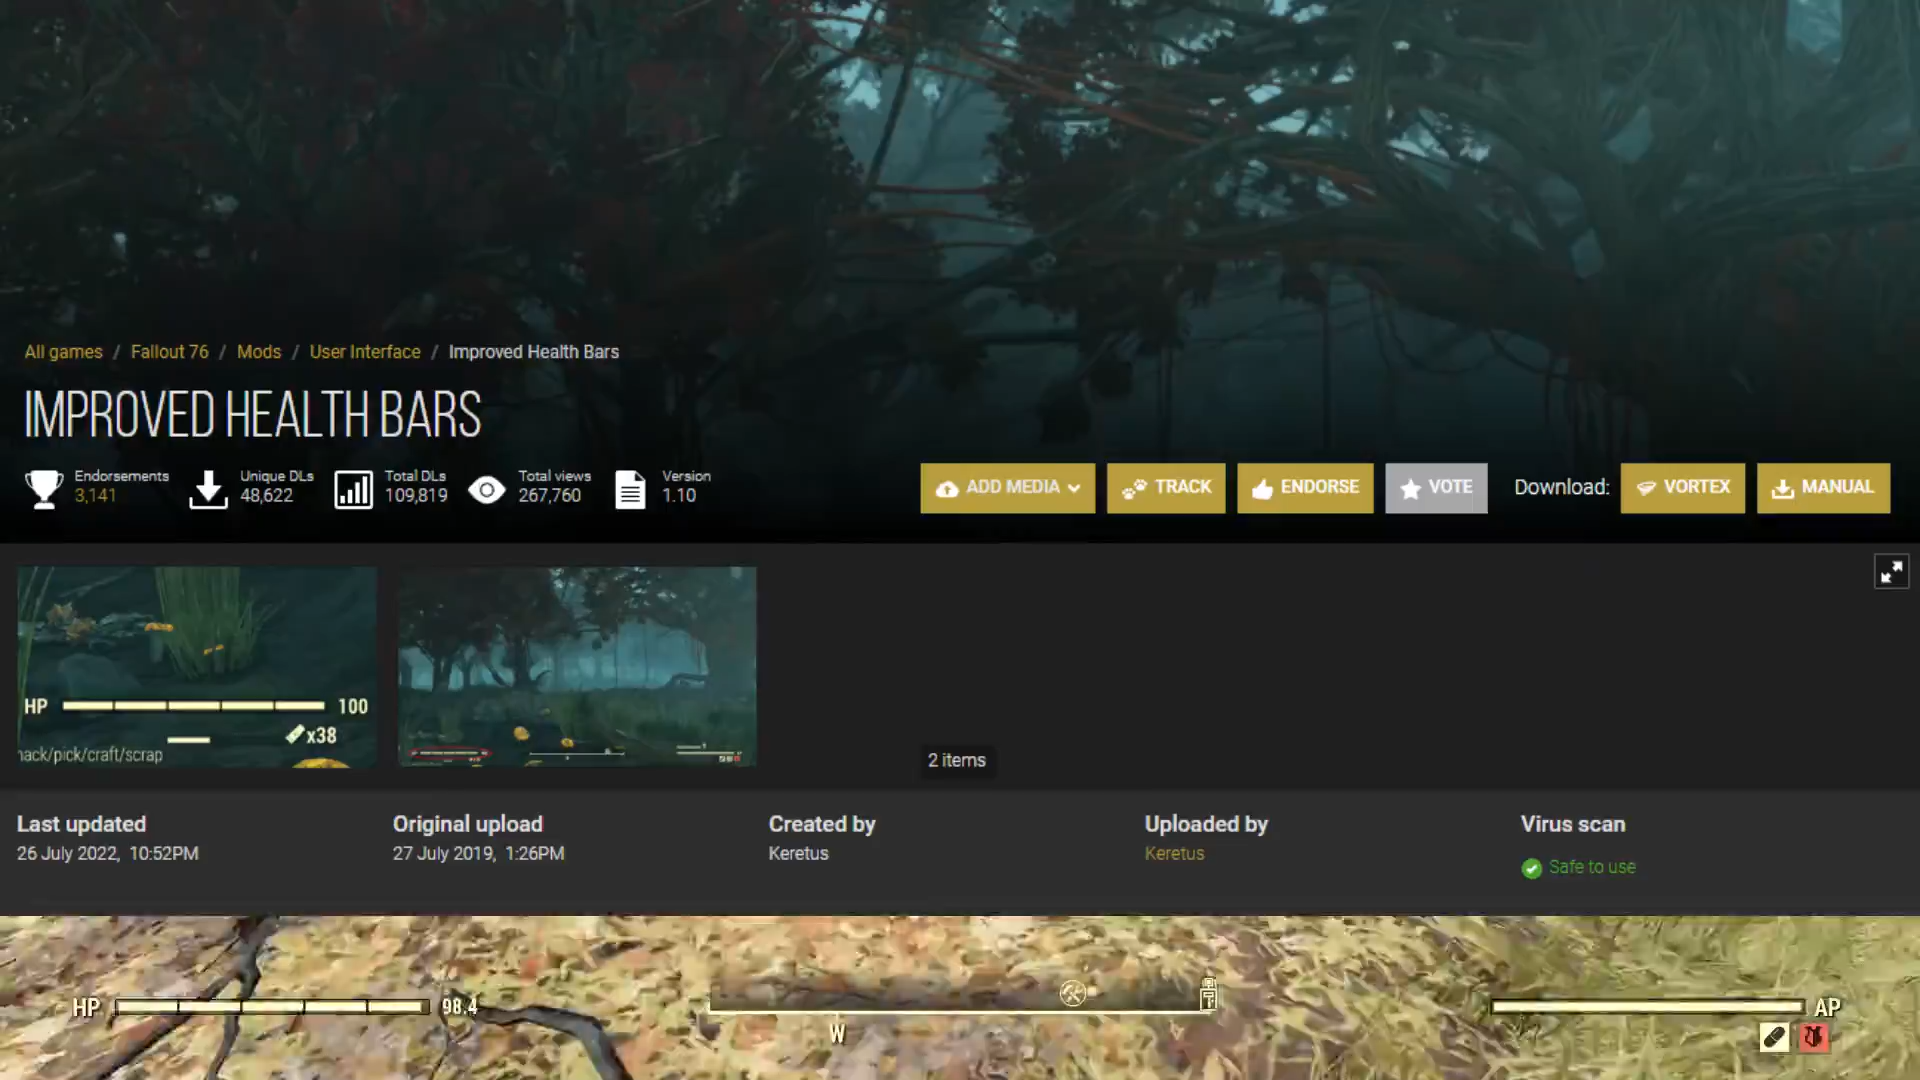 All games / Fallout 76 / Mods / User Interface / Improved Health Bars
IMPROVED HEALTH BARS
Endorsements
3,141
Unique DLs
48,622
Total DLs
109,819
Total views
267,760
Version
1.10
ADD MEDIA
TRACK
ENDORSE
VOTE
Download:
VORTEX
MANUAL
HP 100
x38
nack/pick/craft/scrap
2 items
Last updated
26 July 2022, 10:52PM
Original upload
27 July 2019, 1:26PM
Created by
Keretus
Uploaded by
Keretus
Virus scan
Safe to use
HP 98.4
W
AP